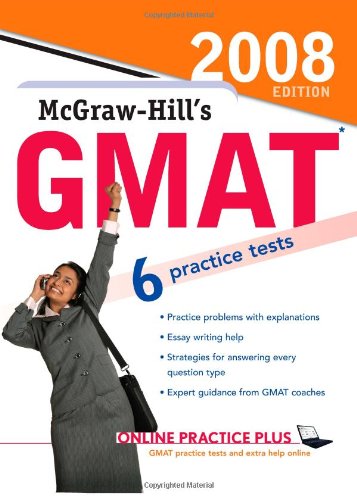 2008
EDITION
McGraw-Hill's
GMAT*
6 practice tests
• Practice problems with explanations
• Essay writing help
• Strategies for answering every
question type
• Expert guidance from GMAT coaches
ONLINE PRACTICE PLUS
GMAT practice tests and extra help online